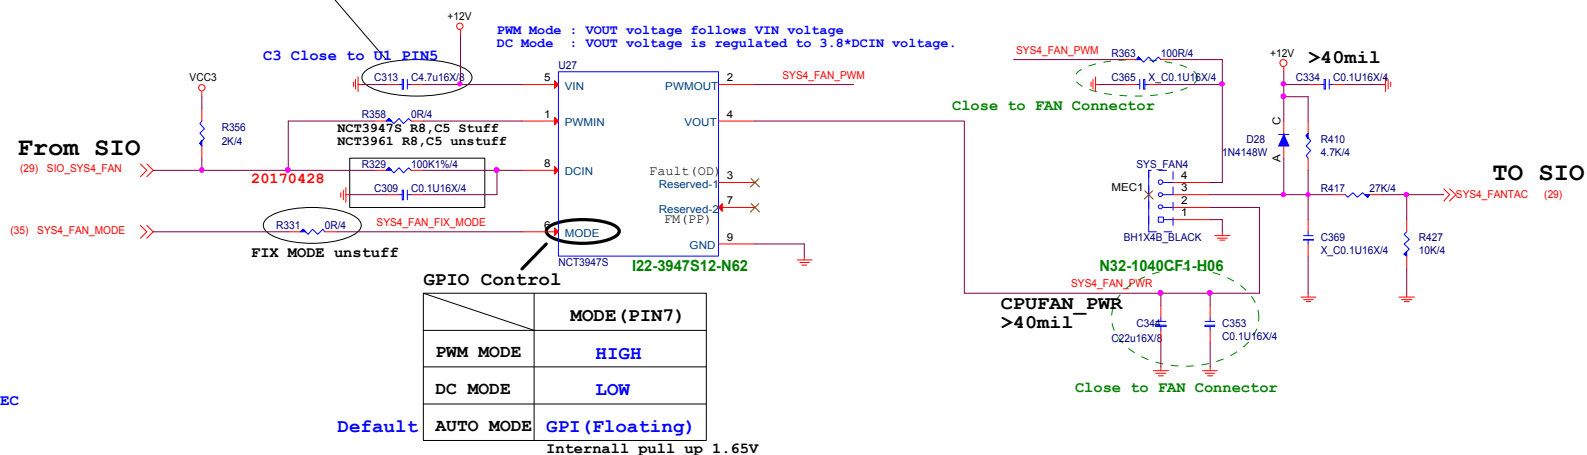 +12V
PWM Mode : VOUT voltage follows VIN voltage
DC Mode : VOUT voltage is regulated to 3.8*DCIN voltage.
C3 Close to U1 PIN5
U27
VCC3
C313 C4.7u16X/8
5 VIN
PWMOUT 2
SYS4_FAN_PWM
R358 0R/4
1 PWMIN
VOUT 4
NCT3947S R8,C5 Stuff
NCT3961 R8,C5 unstuff
R356
2K/4
From SIO
(29) SIO_SYS4_FAN
R329 100K1%/4
8 DCIN
20170428
C309 C0.1U16X/4
Fault(OD)
Reserved-1 3
Reserved-2 7
FM(PP)
(35) SYS4_FAN_MODE
R331 0R/4
SYS4_FAN_FIX_MODE
6 MODE
GND 9
FIX MODE unstuff
NCT3947S
I22-3947S12-N62
GPIO Control
MODE(PIN7)
PWM MODE HIGH
DC MODE LOW
Default AUTO MODE GPI(Floating)
Internall pull up 1.65V
EC
SYS4_FAN_PWM
R363 100R/4
C365 X_C0.1U16X/4
Close to FAN Connector
+12V
>40mil
C334 C0.1U16X/4
C
D28
1N4148W
A
R410
4.7K/4
SYS_FAN4
MEC1
4
3
2
1
BH1X4B_BLACK
N32-1040CF1-H06
R417 27K/4
TO SIO
SYS4_FANTAC (29)
C369
X_C0.1U16X/4
R427
10K/4
SYS4_FAN_PWR
CPUFAN_PWR
>40mil
C344
C22u16X/8
C353
C0.1U16X/4
Close to FAN Connector